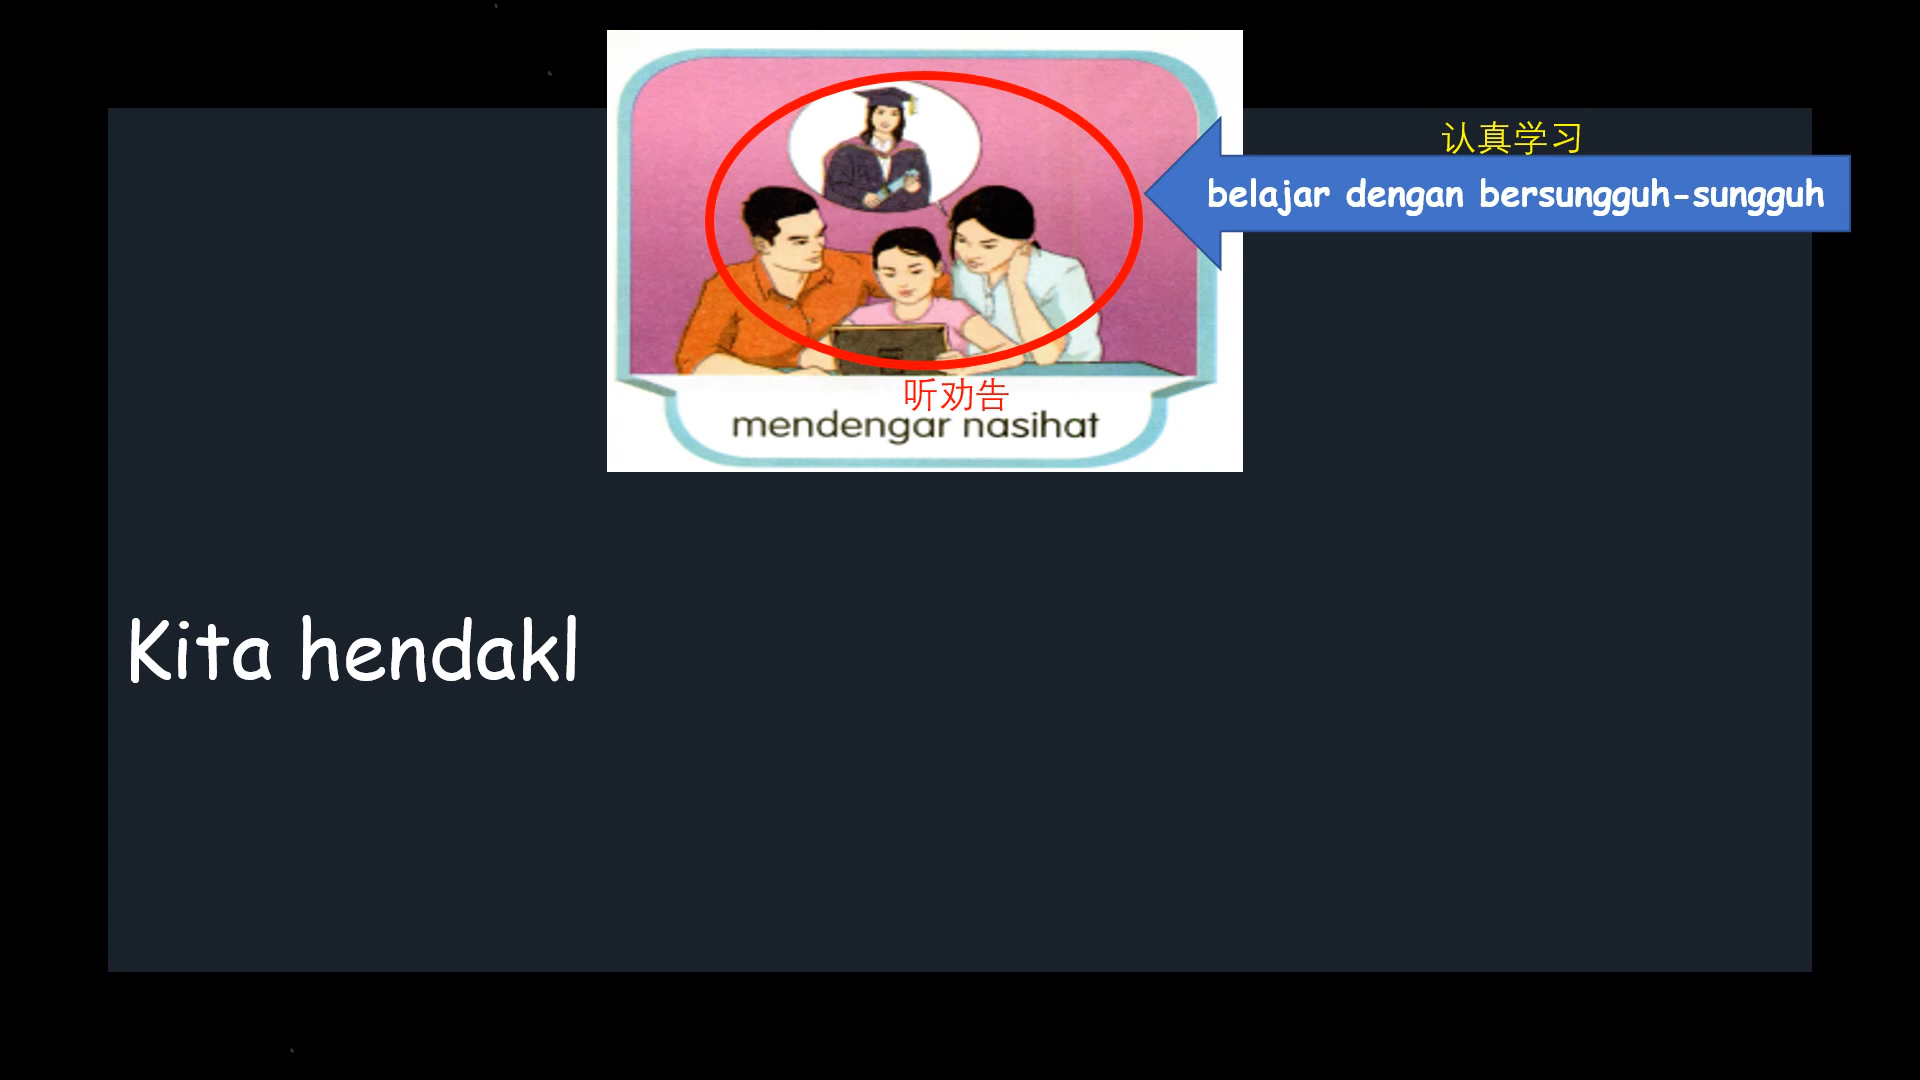 认真学习
belajar dengan bersungguh-sungguh
听劝告
mendengar nasihat
Kita hendakl